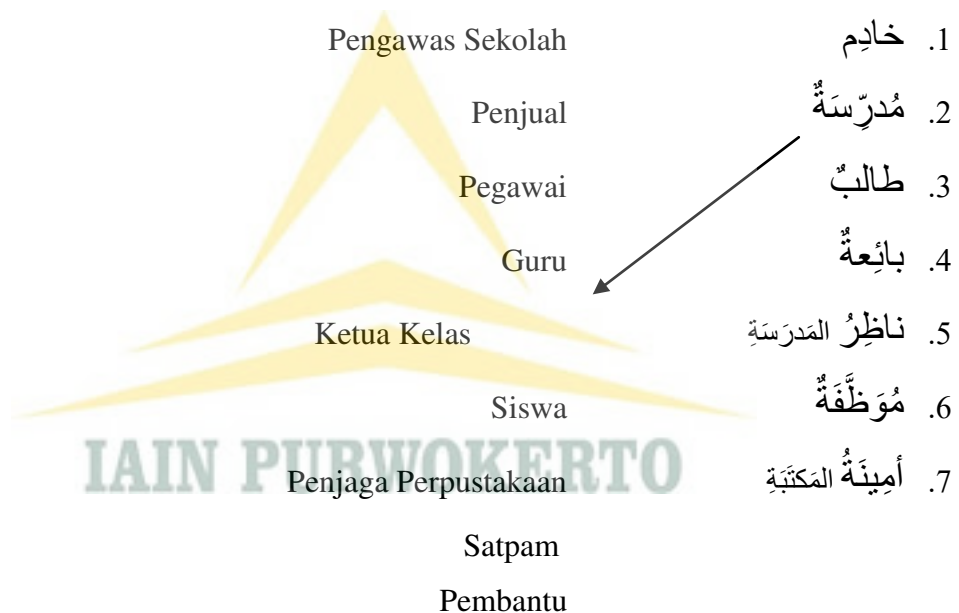 1. خادِم Pengawas Sekolah
2. مُدرِّسَةٌ Penjual
3. طالبٌ Pegawai
4. بائِعةٌ Guru
5. ناظِرُ المَدرَسَةِ Ketua Kelas
6. مُوَظَّفَةٌ Siswa
7. أمِينَةُ المَكتَبَةِ Penjaga Perpustakaan
Satpam
Pembantu
IAIN PURWOKERTO